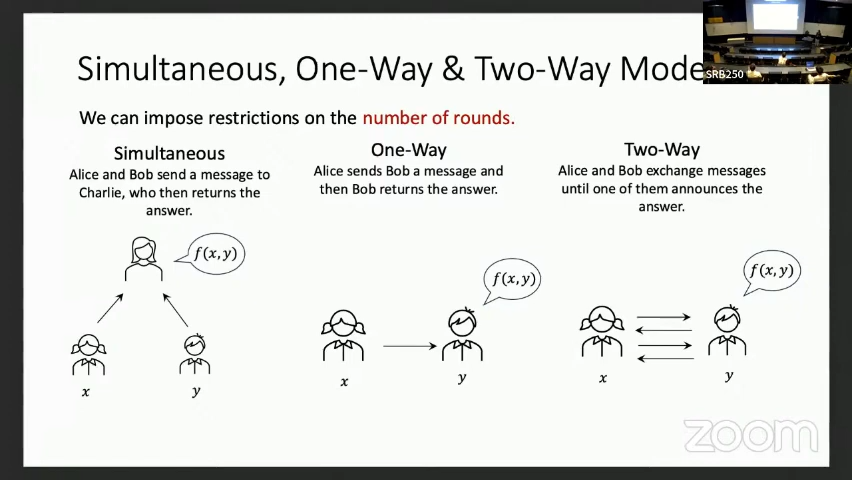 Simultaneous, One-Way & Two-Way Mode
SRB250
We can impose restrictions on the number of rounds.
Simultaneous
Alice and Bob send a message to
Charlie, who then returns the
answer.
f(x,y)
x
y
One-Way
Alice sends Bob a message and
then Bob returns the answer.
f(x,y)
x
y
Two-Way
Alice and Bob exchange messages
until one of them announces the
answer.
f(x,y)
x
y
zoom